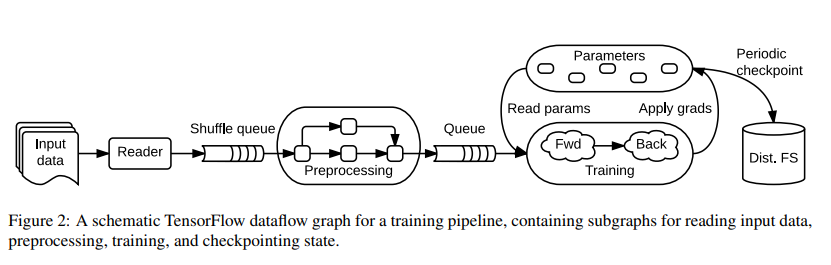 Input
data
Reader
Shuffle queue
Preprocessing
Queue
Parameters
Read params
Apply grads
Fwd
Back
Training
Periodic
checkpoint
Dist. FS
Figure 2: A schematic TensorFlow dataflow graph for a training pipeline, containing subgraphs for reading input data,
preprocessing, training, and checkpointing state.